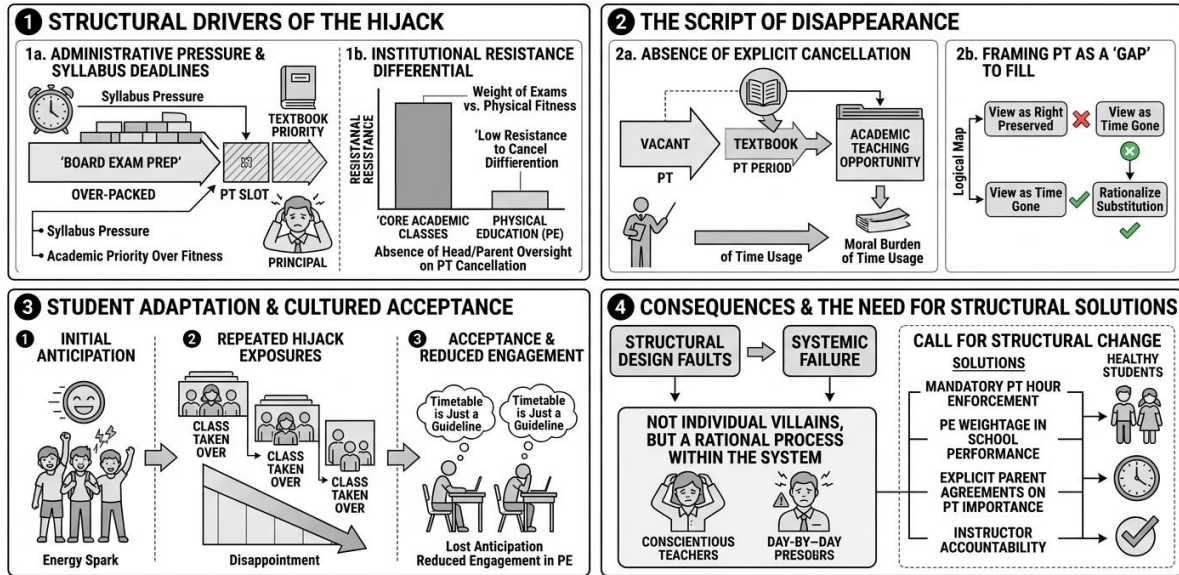 1 STRUCTURAL DRIVERS OF THE HIJACK
1a. ADMINISTRATIVE PRESSURE &
SYLLABUS DEADLINES
Syllabus Pressure
TEXTBOOK
PRIORITY
'BOARD EXAM PREP'
OVER-PACKED
PT SLOT
Syllabus Pressure
Academic Priority Over Fitness
PRINCIPAL
1b. INSTITUTIONAL RESISTANCE
DIFFERENTIAL
RESISTANAL
RESISTANCE
Weight of Exams
vs. Physical Fitness
'Low Resistance
to Cancel
Diffierention
'CORE ACADEMIC
CLASSES
PHYSICAL
EDUCATION (PE)
Absence of Head/Parent Oversight
on PT Cancellation
2 THE SCRIPT OF DISAPPEARANCE
2a. ABSENCE OF EXPLICIT CANCELLATION
VACANT
PT
TEXTBOOK
PT PERIOD
ACADEMIC
TEACHING
OPPORTUNITY
of Time Usage
Moral Burden
of Time Usage
2b. FRAMING PT AS A 'GAP'
TO FILL
Logical Map
View as Right
Preserved
View as
Time Gone
View as Time
Gone
Rationalize
Substitution
3 STUDENT ADAPTATION & CULTURED ACCEPTANCE
1 INITIAL
ANTICIPATION
Energy Spark
2 REPEATED HIJACK
EXPOSURES
CLASS
TAKEN
OVER
CLASS
TAKEN
OVER
CLASS
TAKEN
OVER
Disappointment
3 ACCEPTANCE &
REDUCED ENGAGEMENT
Timetable
is Just a
Guideline
Timetable
is Just a
Guideline
Lost Anticipation
Reduced Engagement in PE
4 CONSEQUENCES & THE NEED FOR STRUCTURAL SOLUTIONS
STRUCTURAL
DESIGN FAULTS
SYSTEMIC
FAILURE
NOT INDIVIDUAL VILLAINS,
BUT A RATIONAL PROCESS
WITHIN THE SYSTEM
CONSCIENTIOUS
TEACHERS
DAY-BY-DAY
CALL FOR STRUCTURAL CHANGE
SOLUTIONS
HEALTHY
STUDENTS
MANDATORY PT HOUR
ENFORCEMENT
PE WEIGHTAGE IN
SCHOOL
PERFORMANCE
EXPLICIT PARENT
AGREEMENTS ON
PT IMPORTANCE
INSTRUCTOR
ACCOUNTABILITY